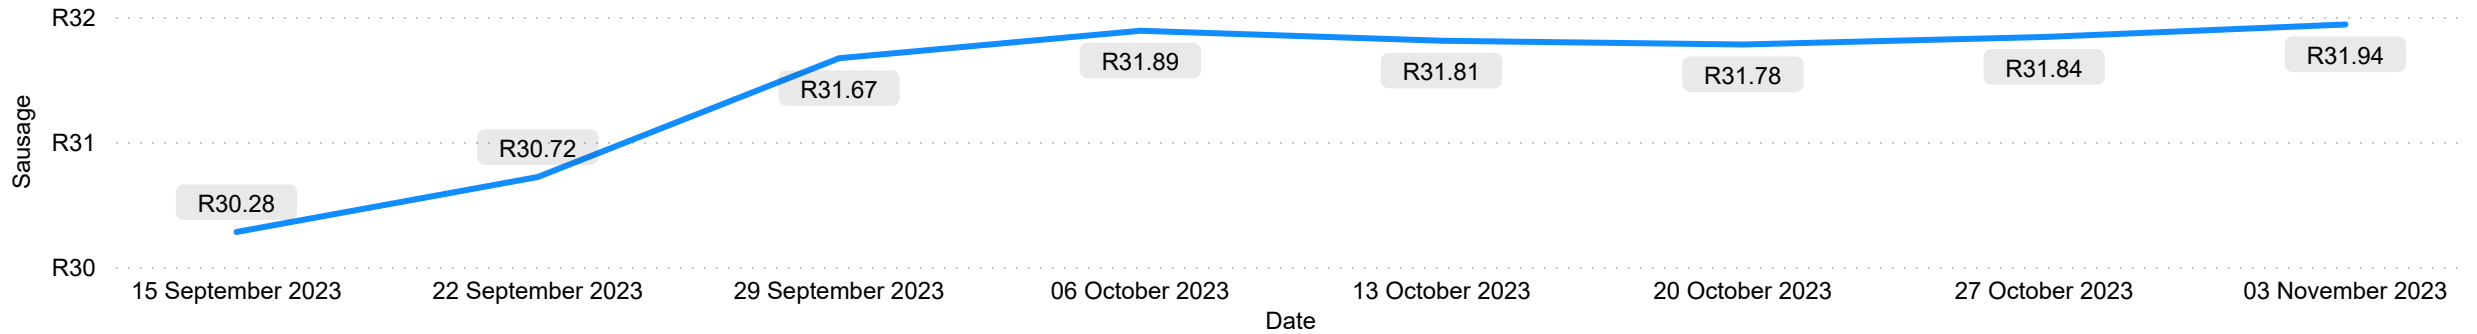 R32
R31
R30
Sausage
R30.28
R30.72
R31.67
R31.89
R31.81
R31.78
R31.84
R31.94
15 September 2023
22 September 2023
29 September 2023
06 October 2023
13 October 2023
20 October 2023
27 October 2023
03 November 2023
Date